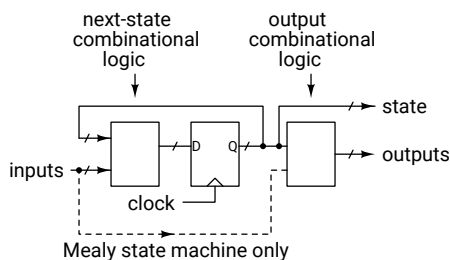 next-state
combinational
logic
output
combinational
logic
state
D
Q
inputs
outputs
clock
Mealy state machine only